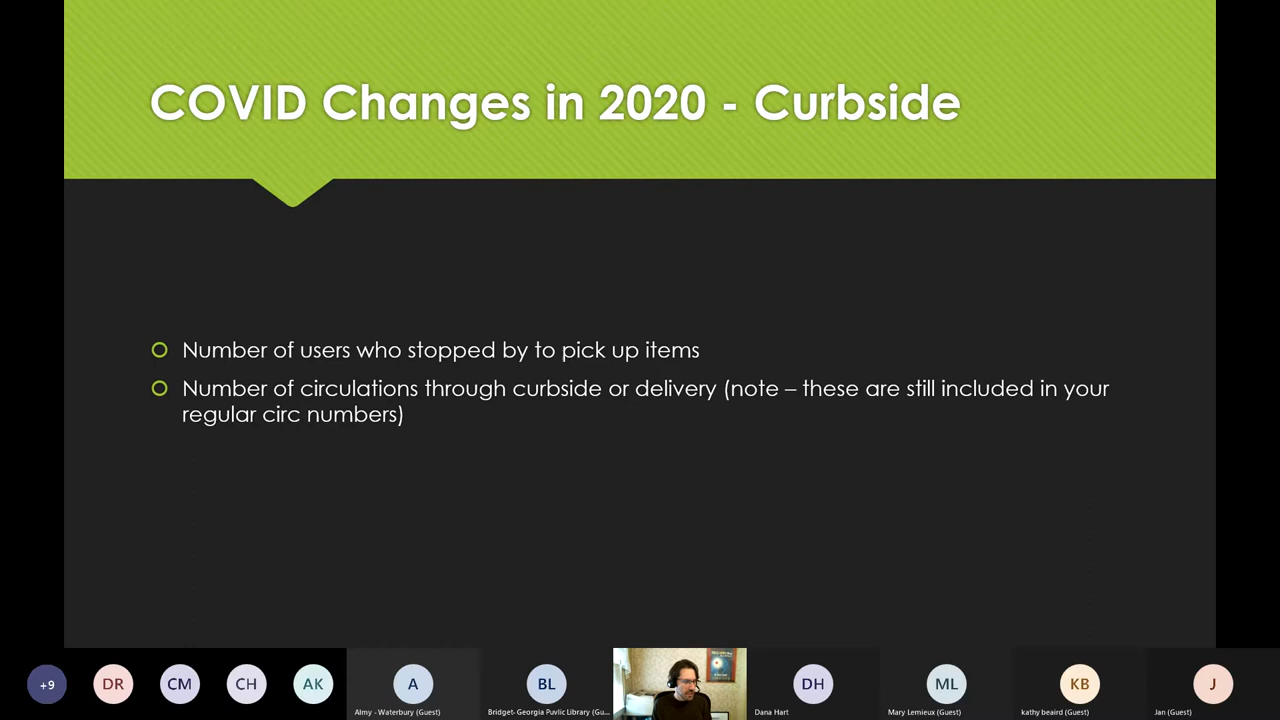 COVID Changes in 2020 - Curbside
Number of users who stopped by to pick up items
Number of circulations through curbside or delivery (note – these are still included in your
regular circ numbers)
+9
DR
CM
CH
AK
A
BL
DH
ML
KB
J
Almy - Waterbury (Guest)
Bridget- Georgia Puvlic Library (Gu...
Dana Hart
Mary Lemieux (Guest)
kathy beaird (Guest)
Jan (Guest)